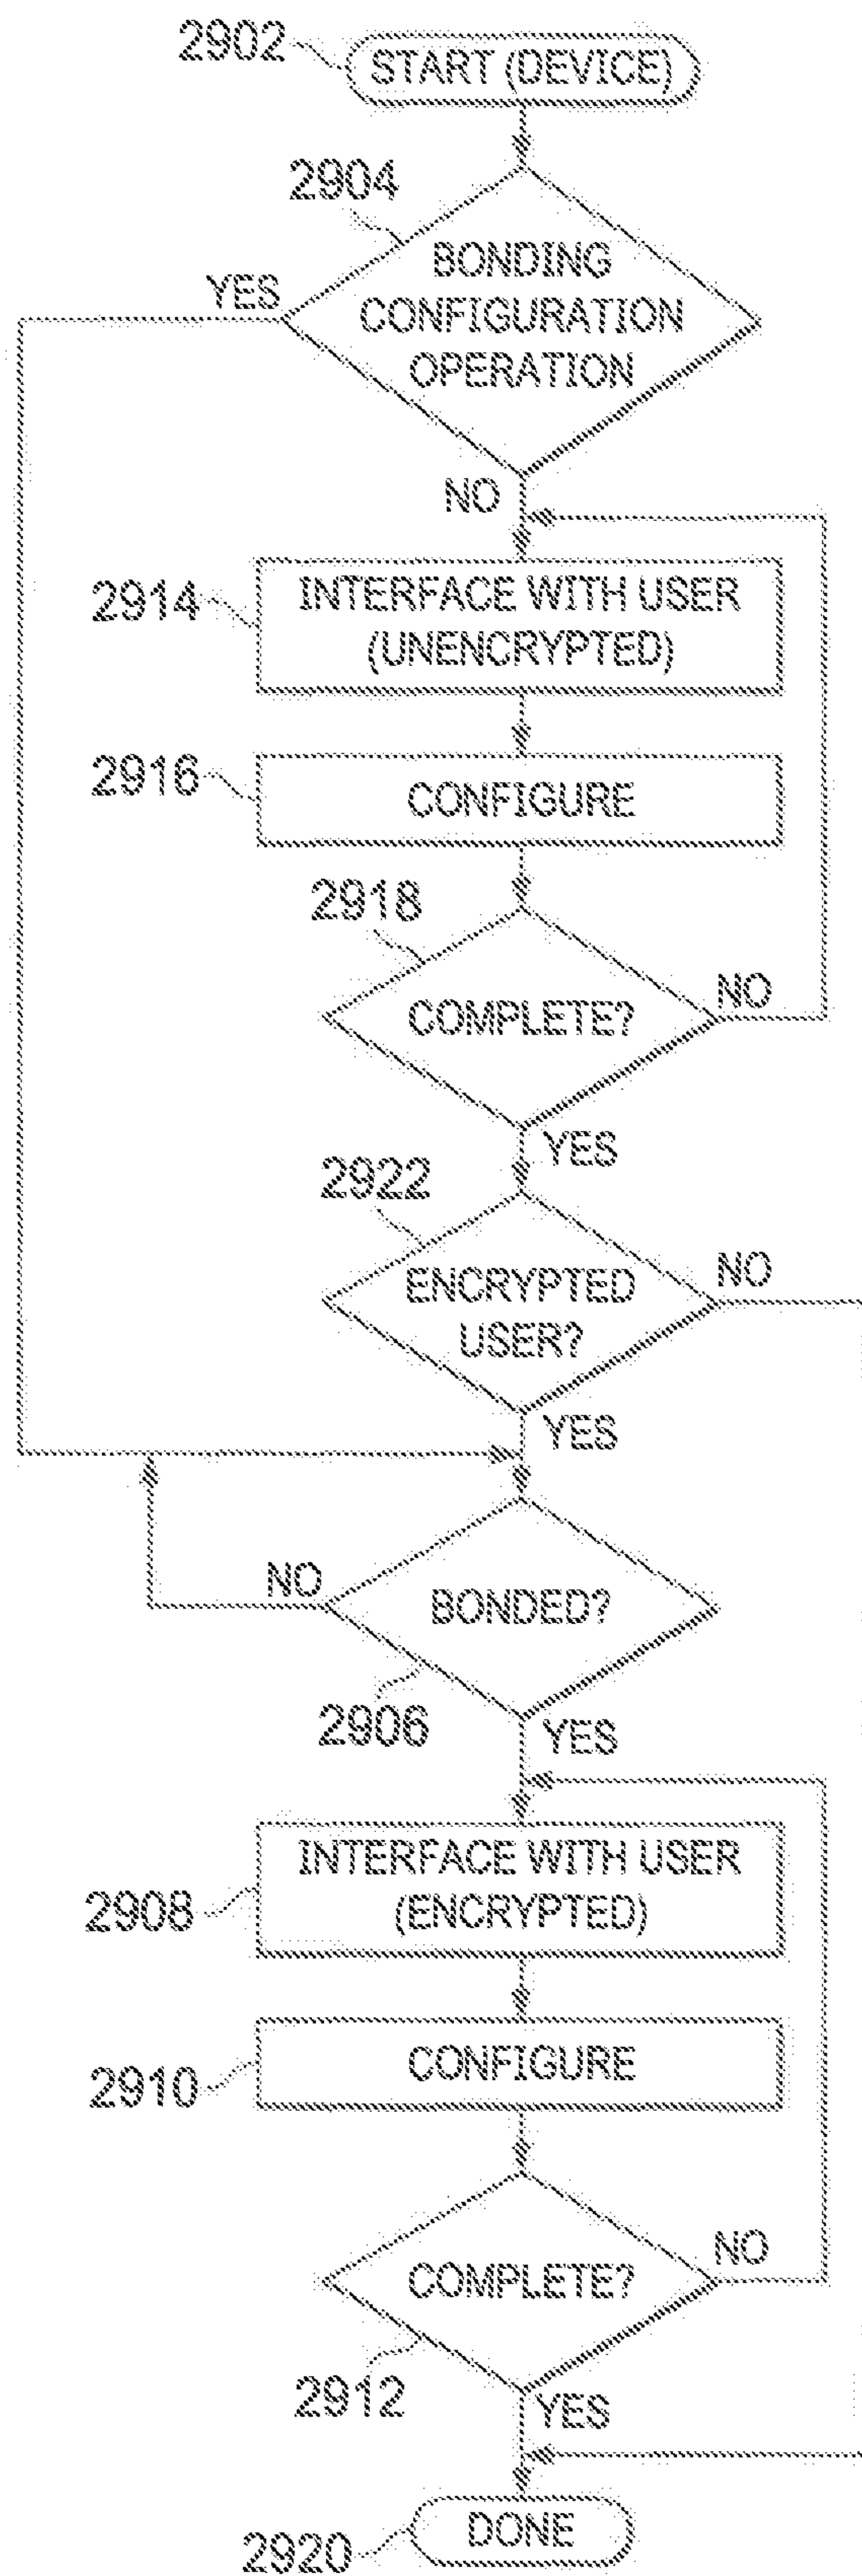 2902
START (DEVICE)
2904
YES
BONDING
CONFIGURATION
OPERATION
NO
2914
INTERFACE WITH USER
(UNENCRYPTED)
2916
CONFIGURE
2918
COMPLETE?
NO
YES
2922
ENCRYPTED
USER?
NO
YES
NO
BONDED?
2906
YES
2908
INTERFACE WITH USER
(ENCRYPTED)
2910
CONFIGURE
COMPLETE?
NO
2912
YES
2920
DONE